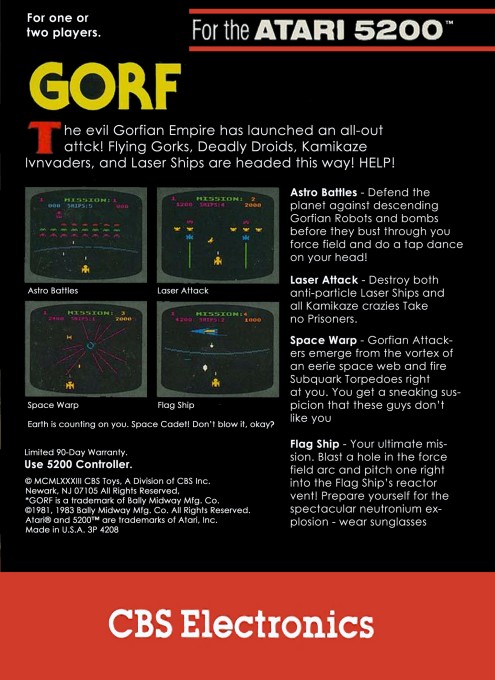 For one or
two players.
For the ATARI 5200™
GORF
The evil Gorfian Empire has launched an all-out
attck! Flying Gorks, Deadly Droids, Kamikaze
Ivnvaders, and Laser Ships are headed this way! HELP!
1 MISSION:1
000 SHIPS:5 000
Astro Battles
1 MISSION: 2
1200 SHIPS:4 2000
Laser Attack
1 MISSION: 3
2000
Space Warp
1 MISSION:4
4200 SHIPS:2 1000
Flag Ship
Earth is counting on you. Space Cadet! Don't blow it, okay?
Astro Battles - Defend the
planet against descending
Gorfian Robots and bombs
before they bust through you
force field and do a tap dance
on your head!
Laser Attack - Destroy both
anti-particle Laser Ships and
all Kamikaze crazies Take
no Prisoners.
Space Warp - Gorfian Attack-
ers emerge from the vortex of
an eerie space web and fire
Subquark Torpedoes right
at you. You get a sneaking sus-
picion that these guys don't
like you
Flag Ship - Your ultimate mis-
sion. Blast a hole in the force
field arc and pitch one right
into the Flag Ship's reactor
vent! Prepare yourself for the
spectacular neutronium ex-
plosion - wear sunglasses
Limited 90-Day Warranty.
Use 5200 Controller.
© MCMLXXXIII CBS Toys, A Division of CBS Inc.
Newark, NJ 07105 All Rights Reserved,
*GORF is a trademark of Bally Midway Mfg. Co.
©1981, 1983 Bally Midway Mfg. Co. All Rights Reserved.
Atari® and 5200™ are trademarks of Atari, Inc.
Made in U.S.A. 3P 4208
CBS Electronics